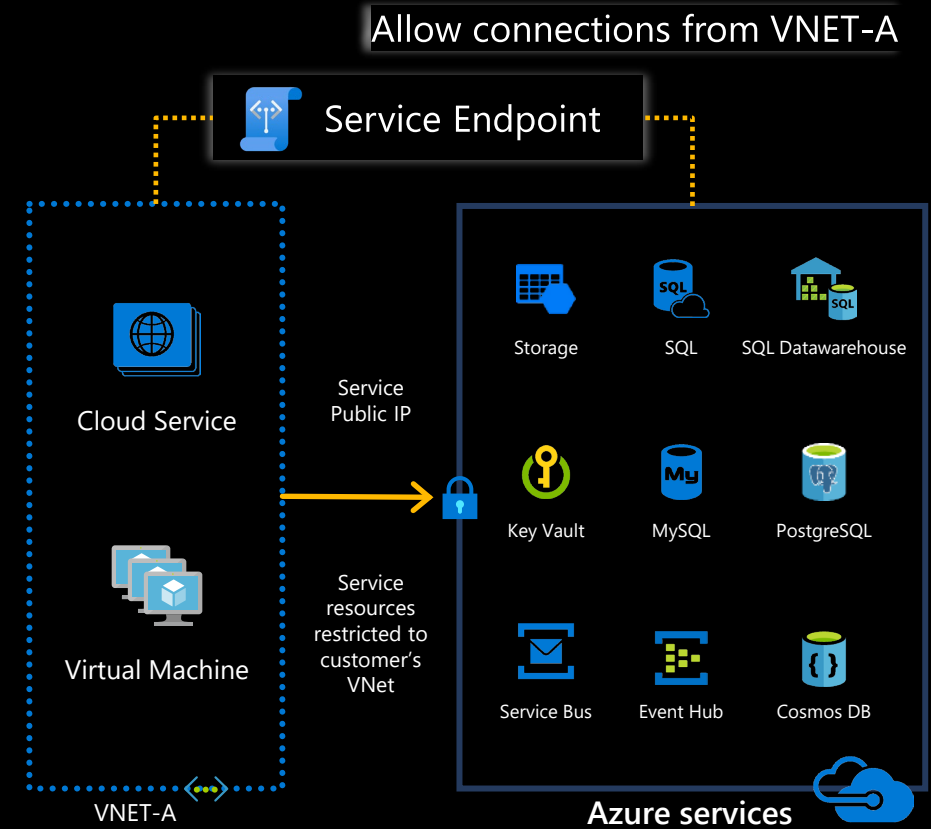 Allow connections from VNET-A
Service Endpoint
Cloud Service
Virtual Machine
VNET-A
Service
Public IP
Service
resources
restricted to
customer's
VNet
Storage
SQL
SQL
SQL
SQL Datawarehouse
Key Vault
My
MySQL
PostgreSQL
Service Bus
Event Hub
{ }
Cosmos DB
Azure services